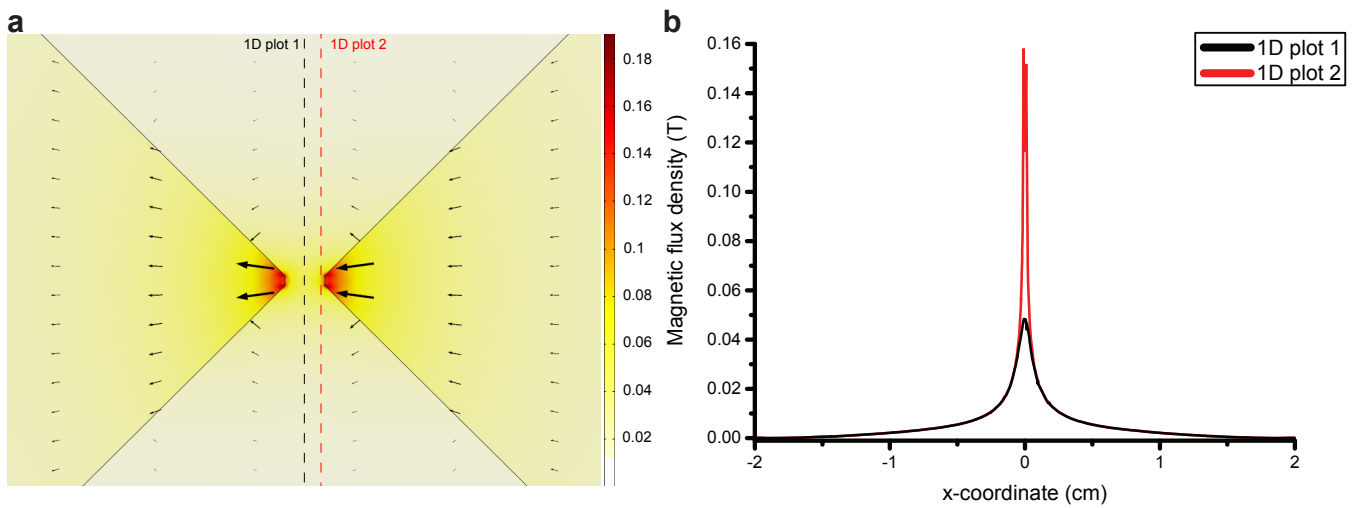 a
1D plot 1
1D plot 2
0.18
0.16
0.14
0.12
0.1
0.08
0.06
0.04
0.02
b
Magnetic flux density (T)
0.16
0.14
0.12
0.10
0.08
0.06
0.04
0.02
0.00
-2
-1
0
1
2
x-coordinate (cm)
1D plot 1
1D plot 2